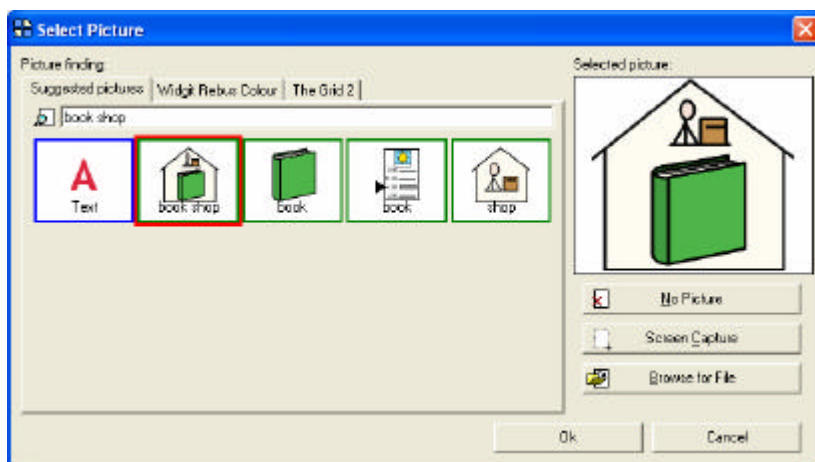 Select Picture
Picture finding:
Selected picture:
Suggested pictures
Widgit Rebus Colour
The Grid 2
book shop
A
Text
book shop
book
book
shop
No Picture
Screen Capture
Browse for File
Ok
Cancel